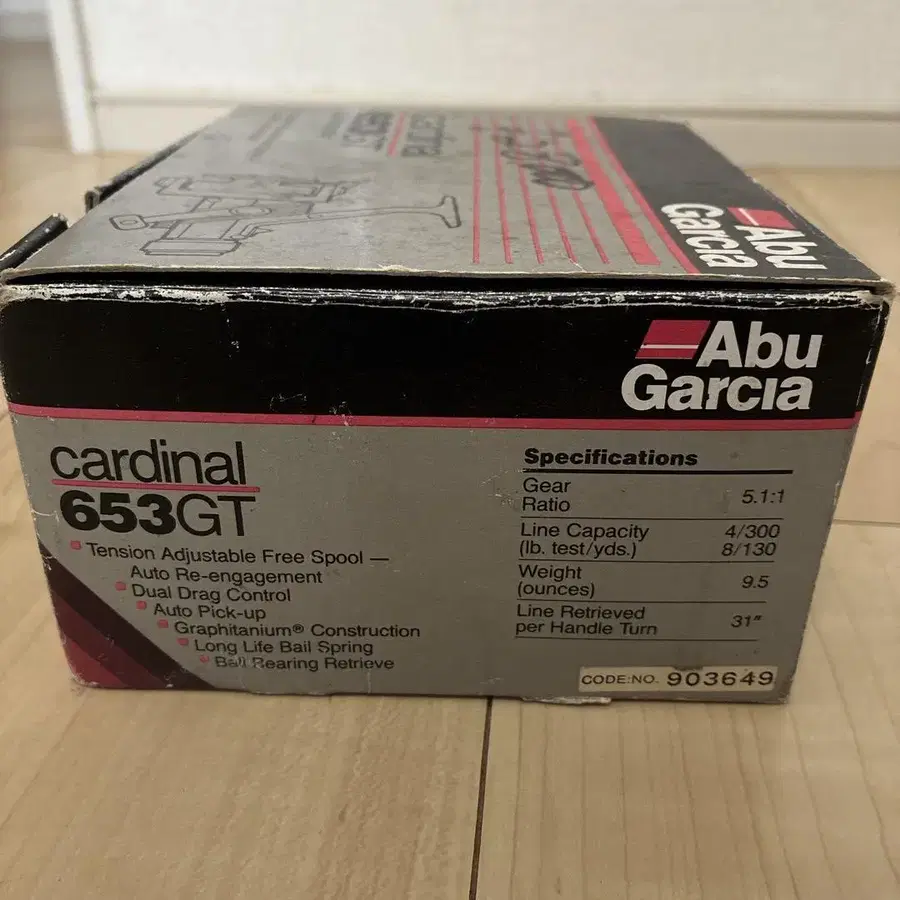 Abu
Garcia
Abu
Garcia
cardinal
653GT
Tension Adjustable Free Spool —
Auto Re-engagement
Dual Drag Control
Auto Pick-up
Graphitanium® Construction
Long Life Bail Spring
Ball Bearing Retrieve
Specifications
Gear
Ratio
5.1:1
Line Capacity 4/300
(lb. test/yds.) 8/130
Weight
(ounces)
9.5
Line Retrieved
per Handle Turn
31"
CODE:NO. 903649